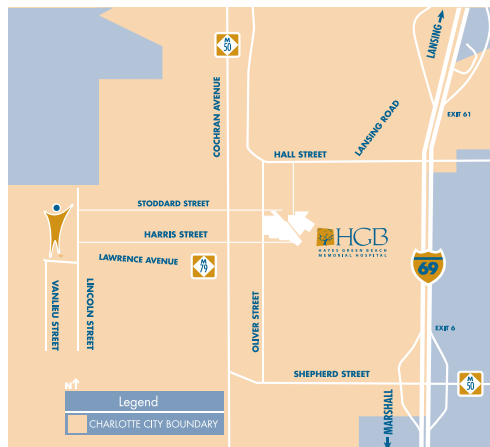 LANSING
M
50
COCHRAN AVENUE
EXIT 61
LANSING ROAD
HALL STREET
STODDARD STREET
HARRIS STREET
HGB
HAYES GREEN BEACH
MEMORIAL HOSPITAL
LAWRENCE AVENUE
M
79
69
VANLIEU STREET
LINCOLN STREET
OLIVER STREET
EXIT 6
SHEPHERD STREET
M
50
N
MARSHALL
Legend
CHARLOTTE CITY BOUNDARY